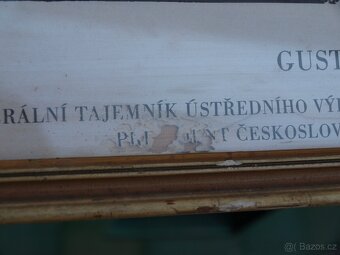 GUST
RÁLNÍ TAJEMNÍK ÚSTŘEDNÍHO VÝ
ČESKOSLOV
Bazos.cz